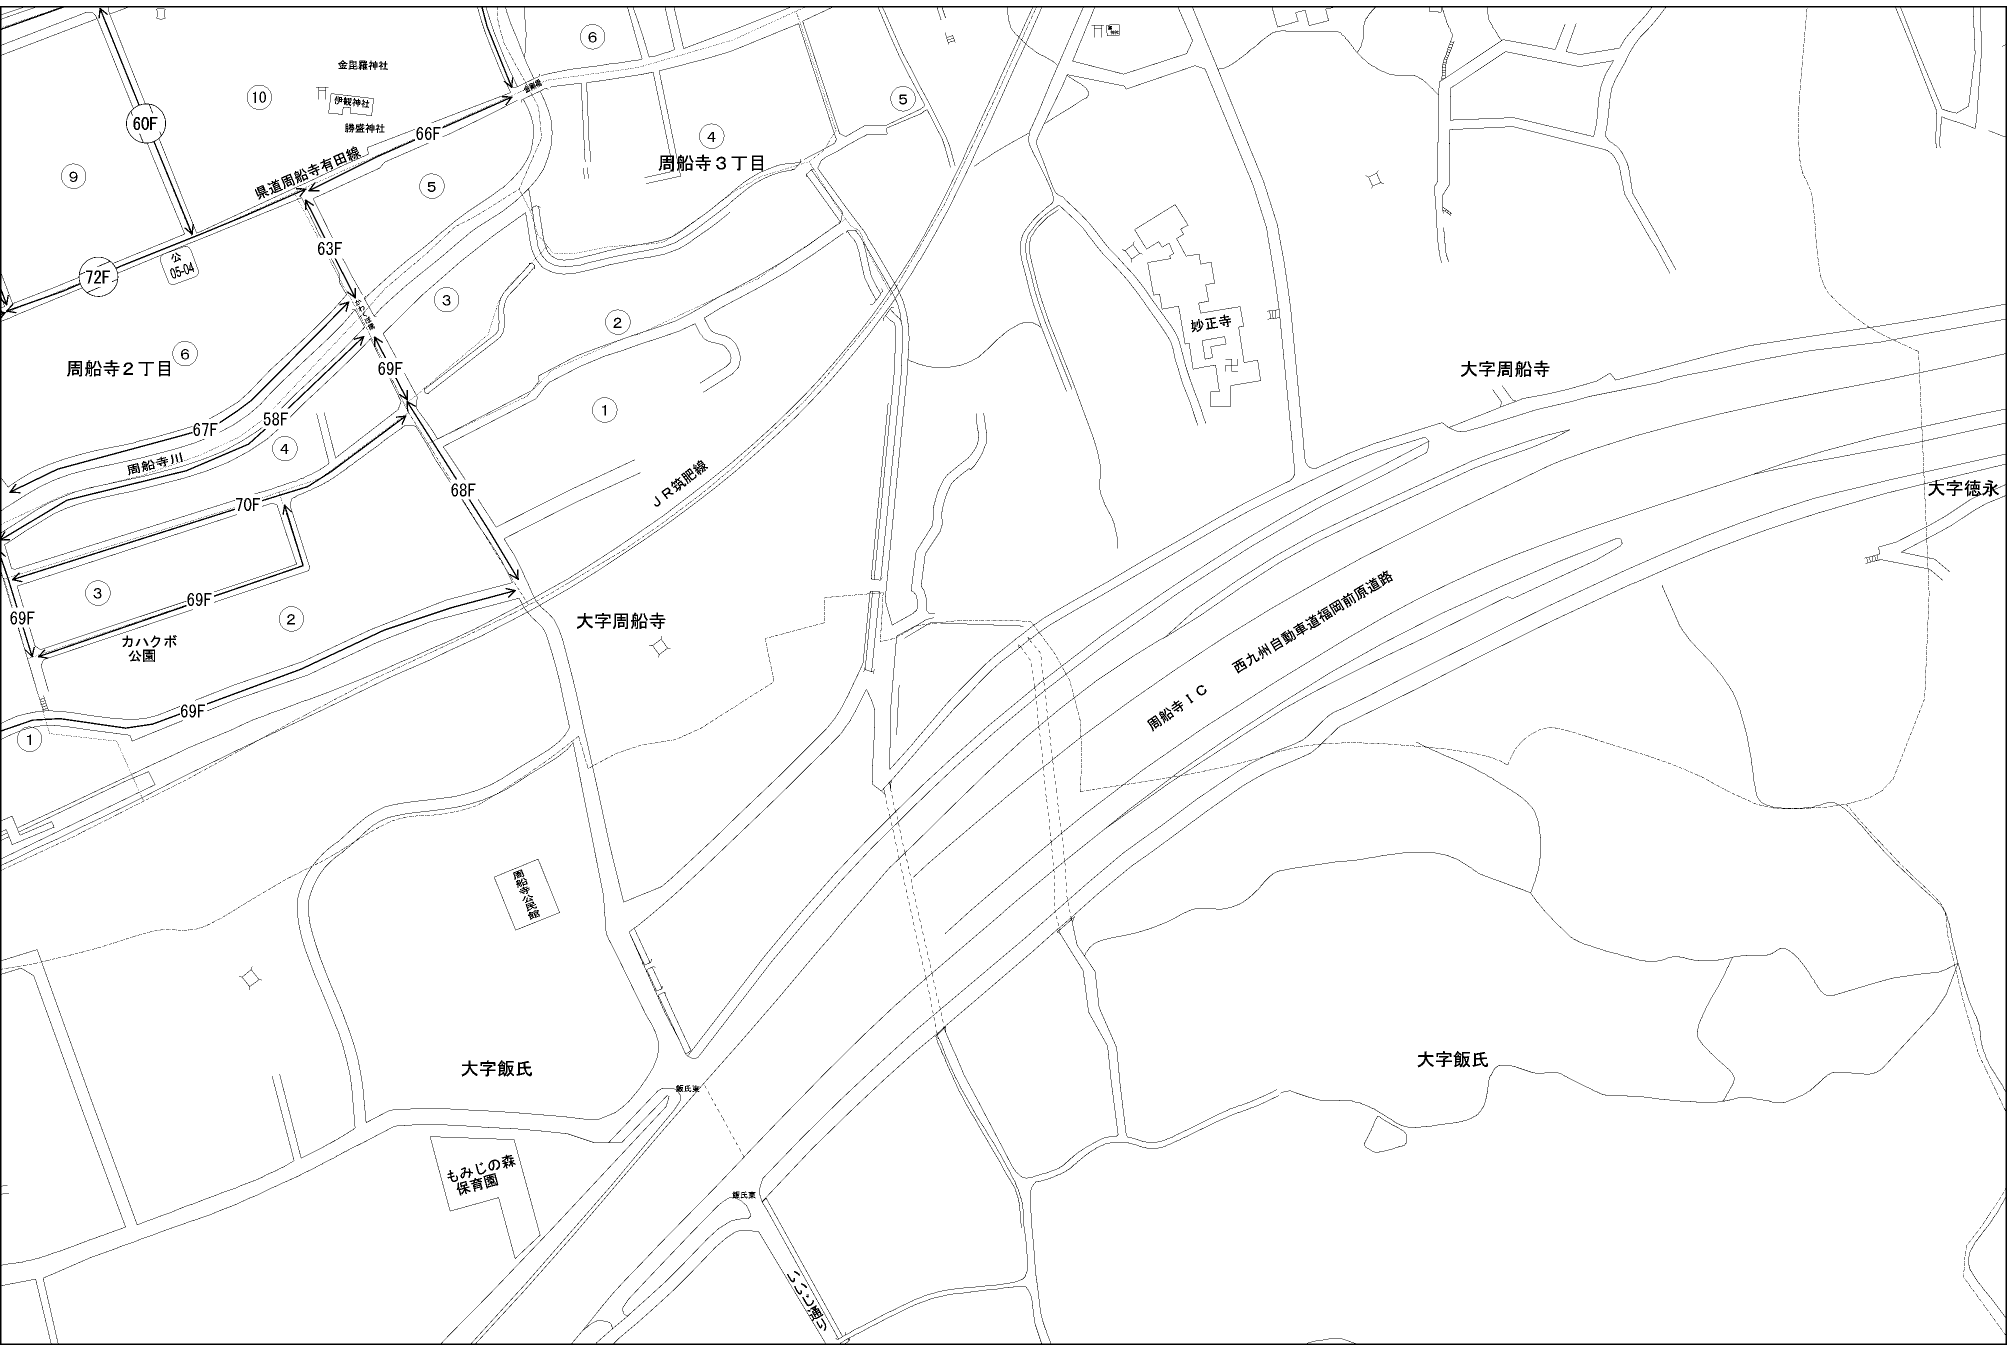 ⑥
金毘羅神社
⑩
伊覩神社
勝盛神社
⑤
60F
66F
④
周船寺3丁目
県道周船寺有田線
⑨
⑤
63F
公
05-04
72F
③
②
妙正寺
周船寺2丁目
⑥
69F
大字周船寺
①
67F
58F
④
周船寺川
JR筑肥線
68F
大字徳永
70F
③
69F
69F
②
カハクボ
公園
大字周船寺
西九州自動車道福岡前原道路
周船寺IC
69F
①
周船寺公民館
大字飯氏
大字飯氏
飯氏東
もみじの森
保育園
飯氏東